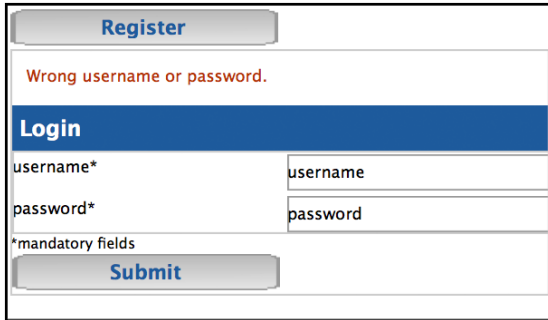 Register
Wrong username or password.
Login
username* username
password* password
*mandatory fields
Submit